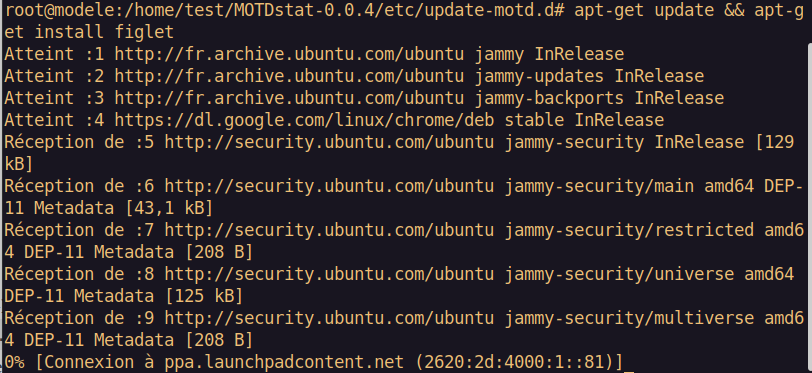 root@modele:/home/test/MOTDstat-0.0.4/etc/update-motd.d# apt-get update && apt-g
et install figlet
Atteint :1 http://fr.archive.ubuntu.com/ubuntu jammy InRelease
Atteint :2 http://fr.archive.ubuntu.com/ubuntu jammy-updates InRelease
Atteint :3 http://fr.archive.ubuntu.com/ubuntu jammy-backports InRelease
Atteint :4 https://dl.google.com/linux/chrome/deb stable InRelease
Réception de :5 http://security.ubuntu.com/ubuntu jammy-security InRelease [129
kB]
Réception de :6 http://security.ubuntu.com/ubuntu jammy-security/main amd64 DEP-
11 Metadata [43,1 kB]
Réception de :7 http://security.ubuntu.com/ubuntu jammy-security/restricted amd6
4 DEP-11 Metadata [208 B]
Réception de :8 http://security.ubuntu.com/ubuntu jammy-security/universe amd64
DEP-11 Metadata [125 kB]
Réception de :9 http://security.ubuntu.com/ubuntu jammy-security/multiverse amd6
4 DEP-11 Metadata [208 B]
0% [Connexion à ppa.launchpadcontent.net (2620:2d:4000:1::81)]